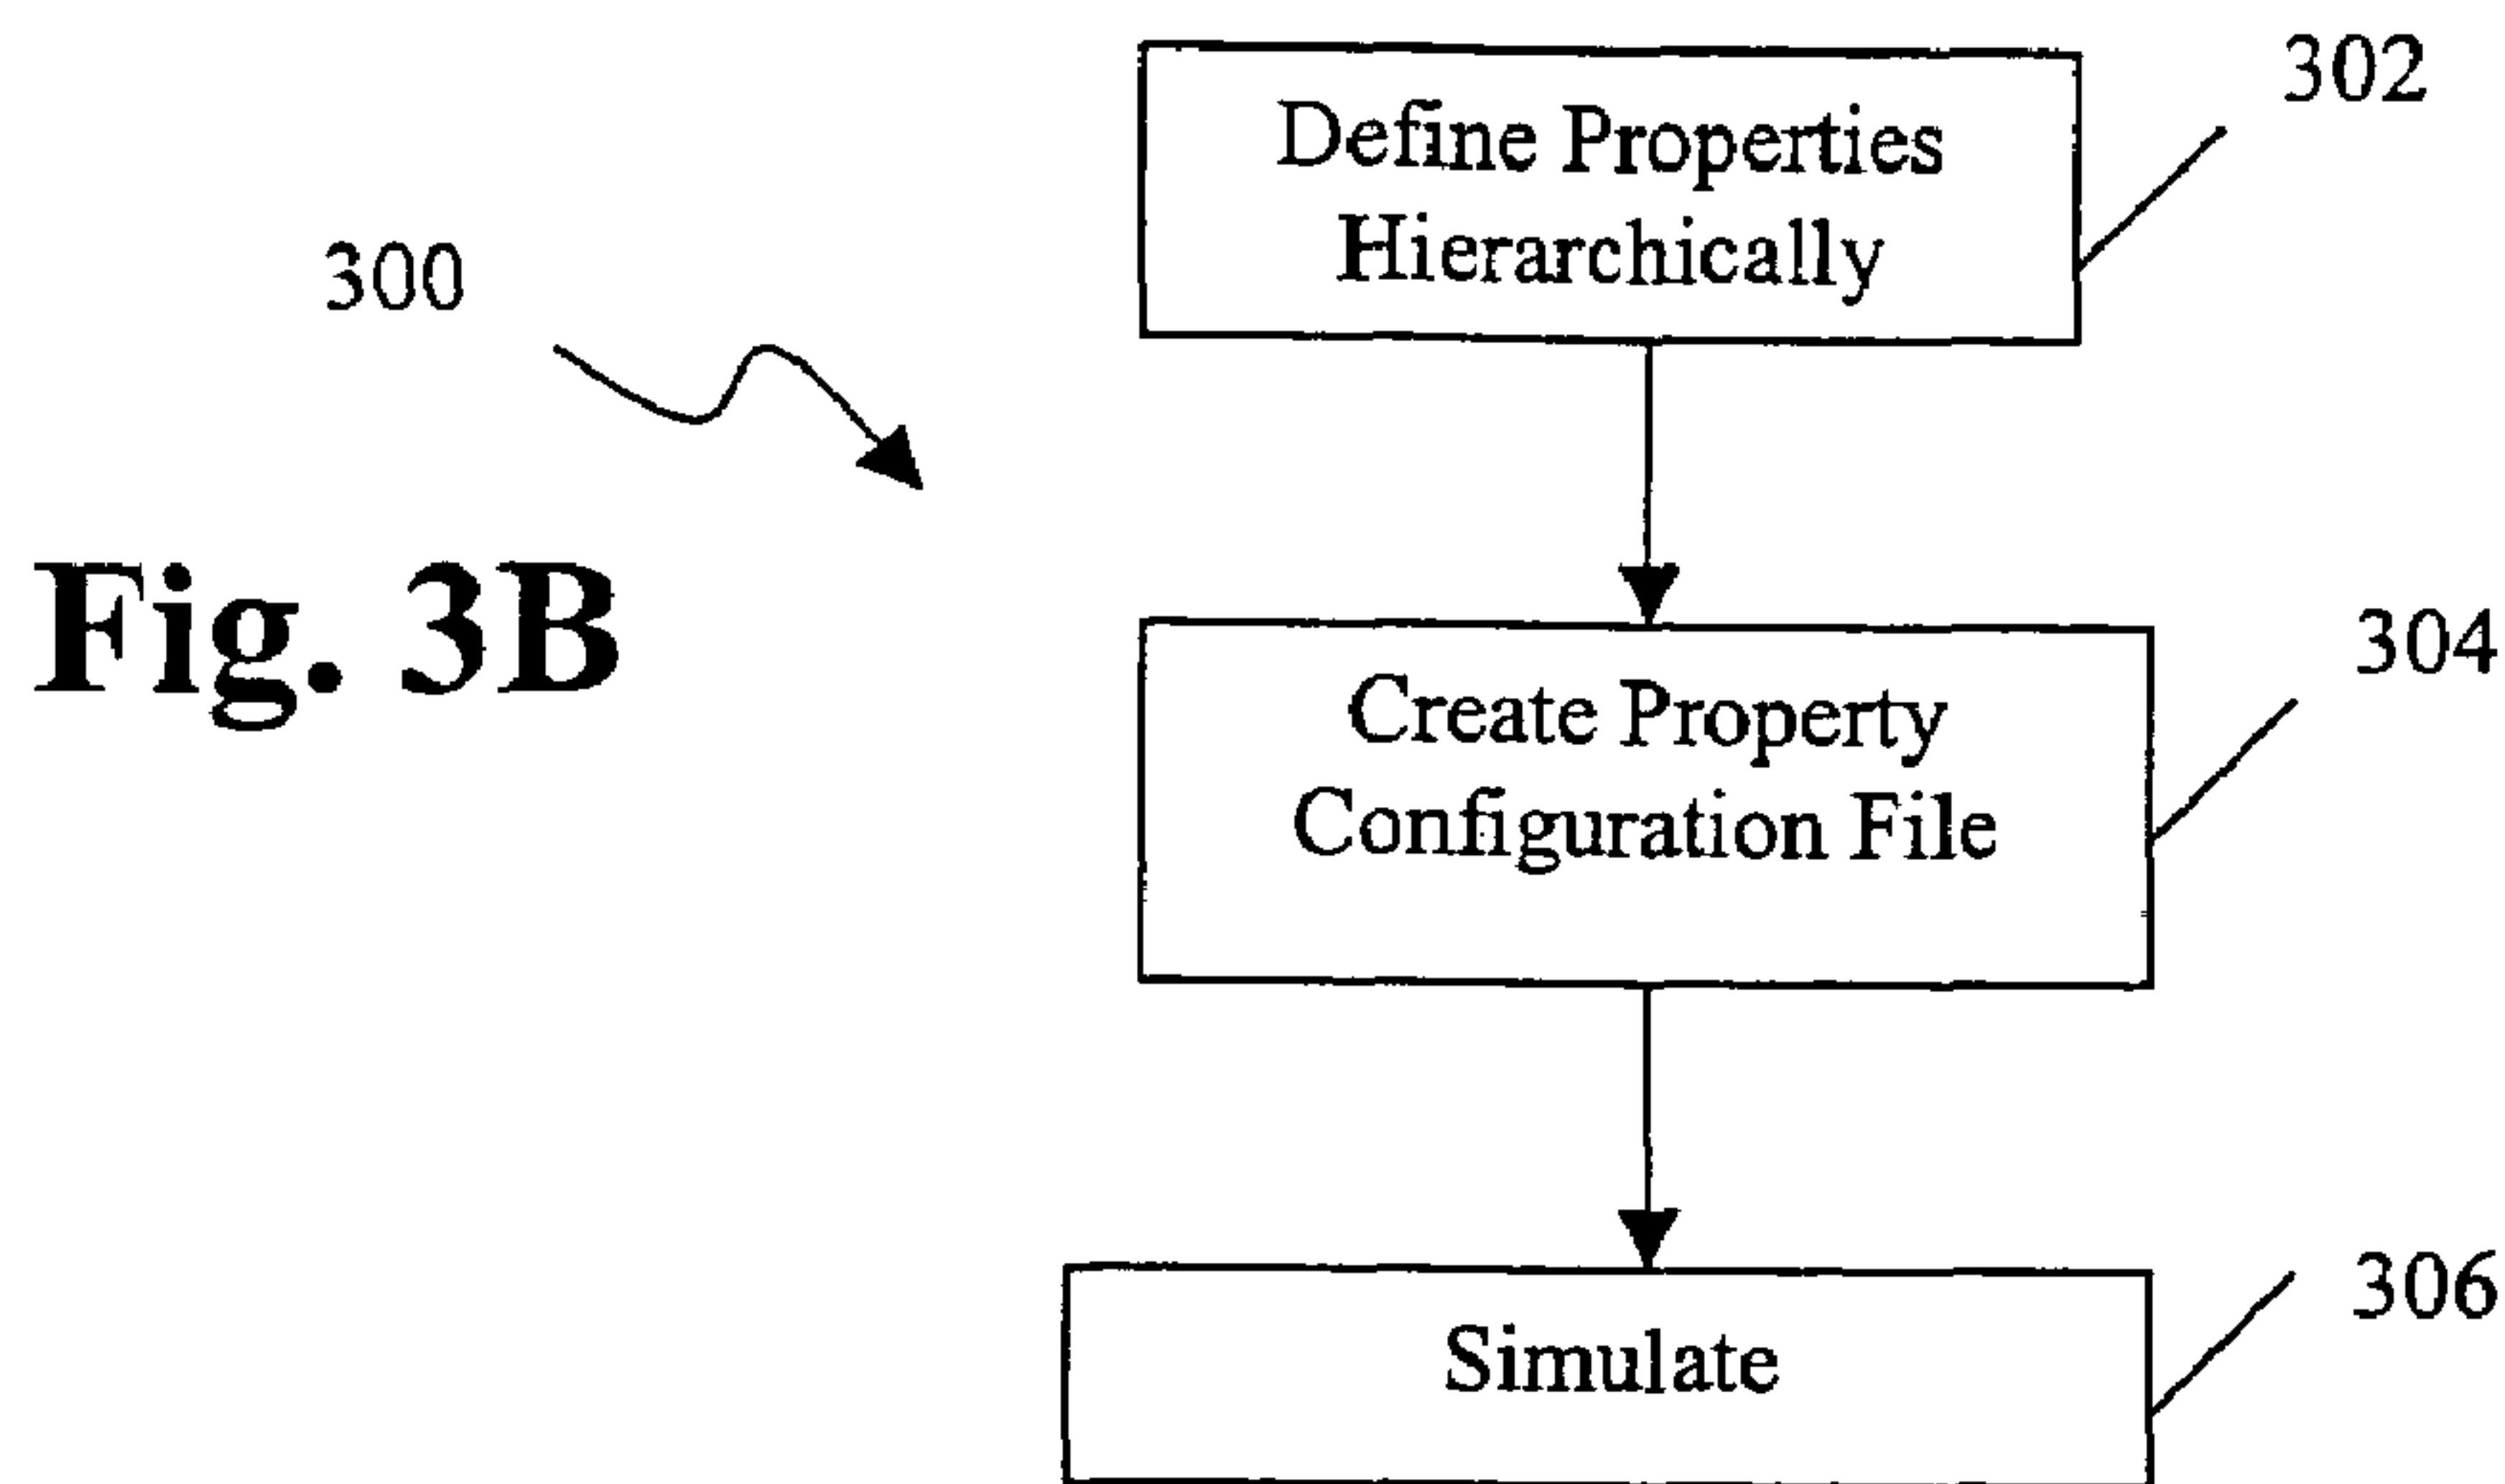 302
Define Properties
Hierarchically
300
Fig. 3B
304
Create Property
Configuration File
306
Simulate